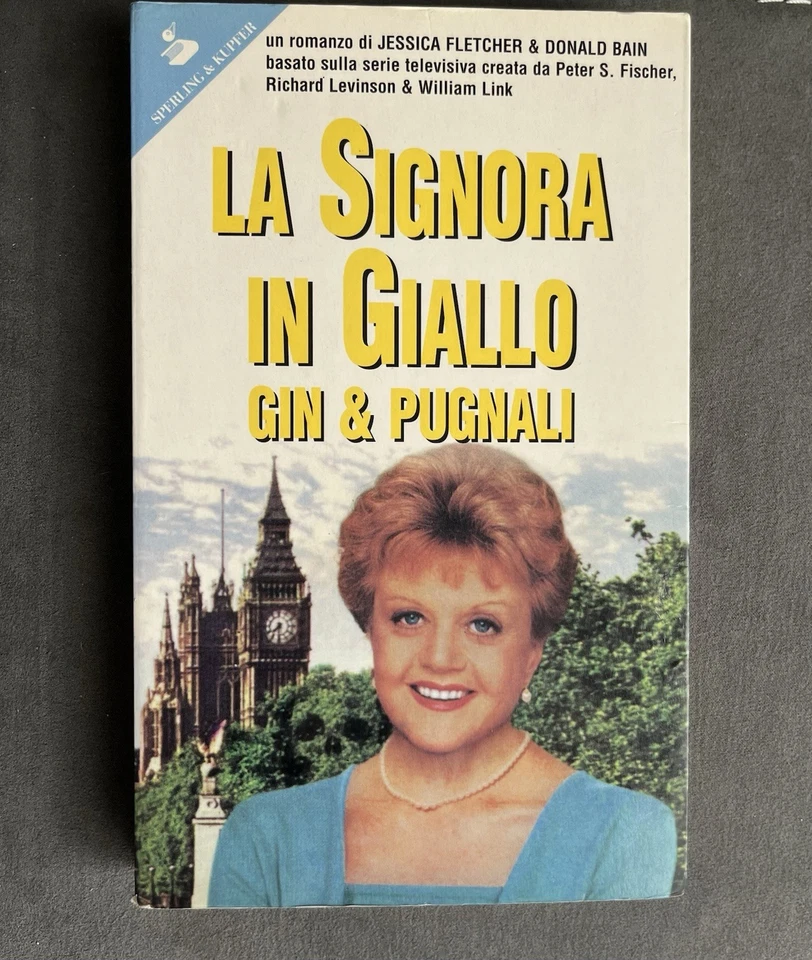 SPERLING & KUPFER
un romanzo di JESSICA FLETCHER & DONALD BAIN
basato sulla serie televisiva creata da Peter S. Fischer,
Richard Levinson & William Link
LA SIGNORA
IN GIALLO
GIN & PUGNALI